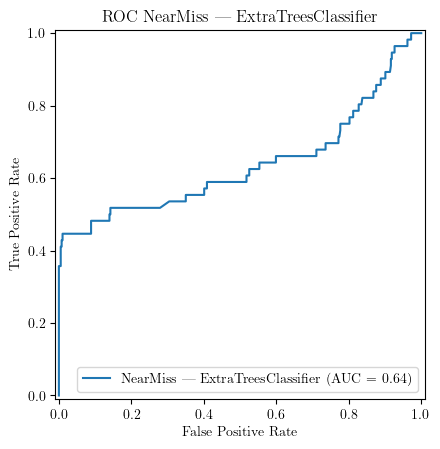 ROC NearMiss — ExtraTreesClassifier
1.0
0.8
0.6
0.4
0.2
0.0
True Positive Rate
NearMiss — ExtraTreesClassifier (AUC = 0.64)
0.0 0.2 0.4 0.6 0.8 1.0
False Positive Rate